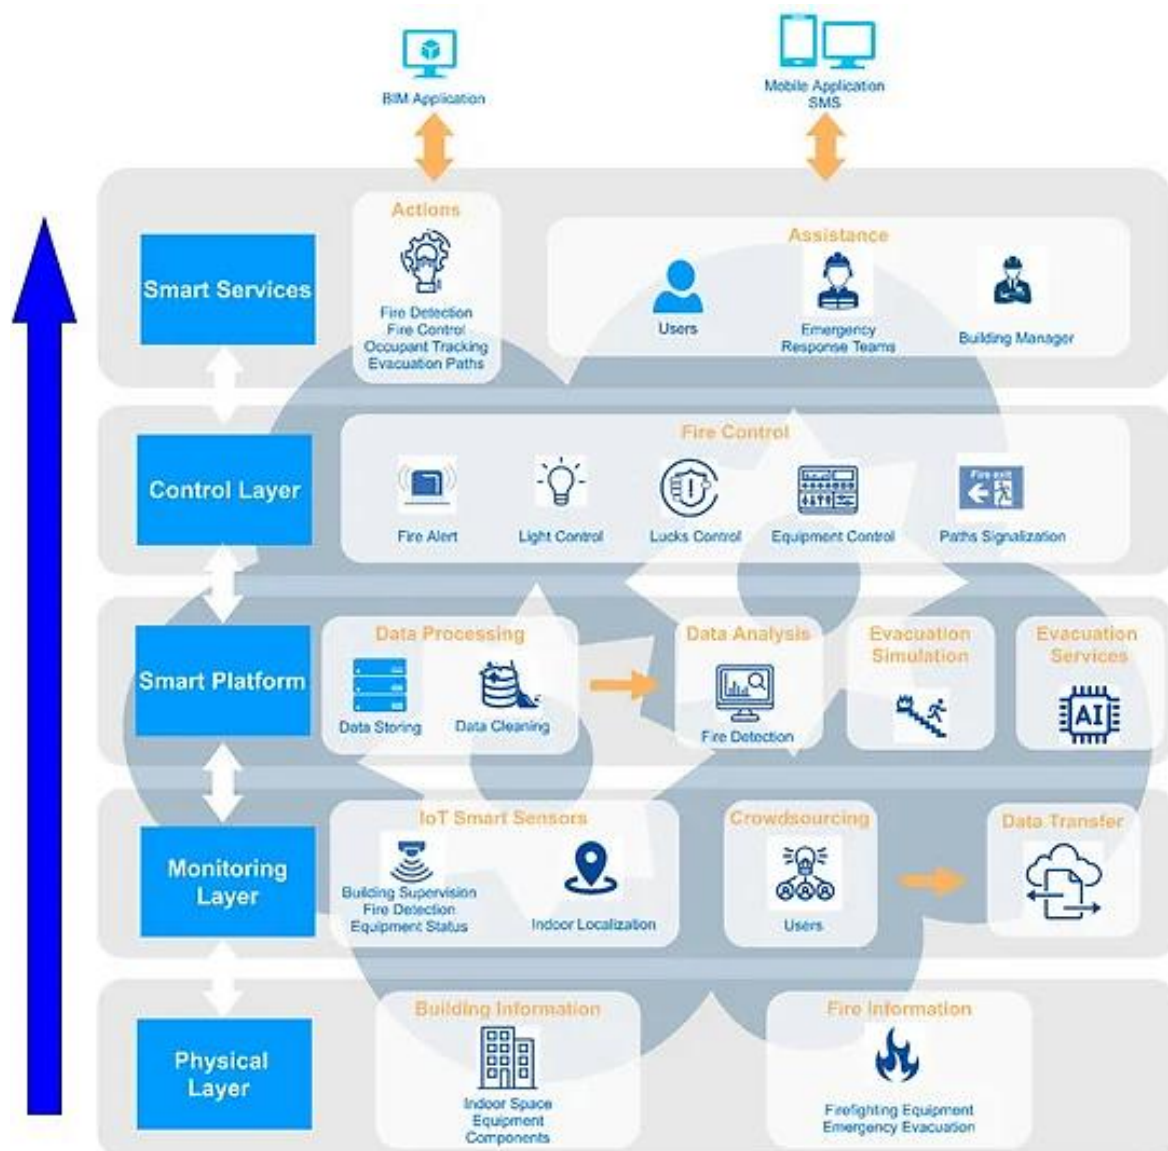 BIM Application
Mobile Application
SMS
Smart Services
Actions
Fire Detection
Fire Control
Occupant Tracking
Evacuation Paths
Assistance
Users
Emergency
Response Teams
Building Manager
Control Layer
Fire Control
Fire Alert
Light Control
Lucks Control
Equipment Control
Fire exit
Paths Signalization
Smart Platform
Data Processing
Data Storing
Data Cleaning
Data Analysis
Fire Detection
Evacuation
Simulation
Evacuation
Services
AI
Monitoring
Layer
IoT Smart Sensors
Building Supervision
Fire Detection
Equipment Status
Indoor Localization
Crowdsourcing
Users
Data Transfer
Physical
Layer
Building Information
Indoor Space
Equipment
Components
Fire Information
Firefighting Equipment
Emergency Evacuation